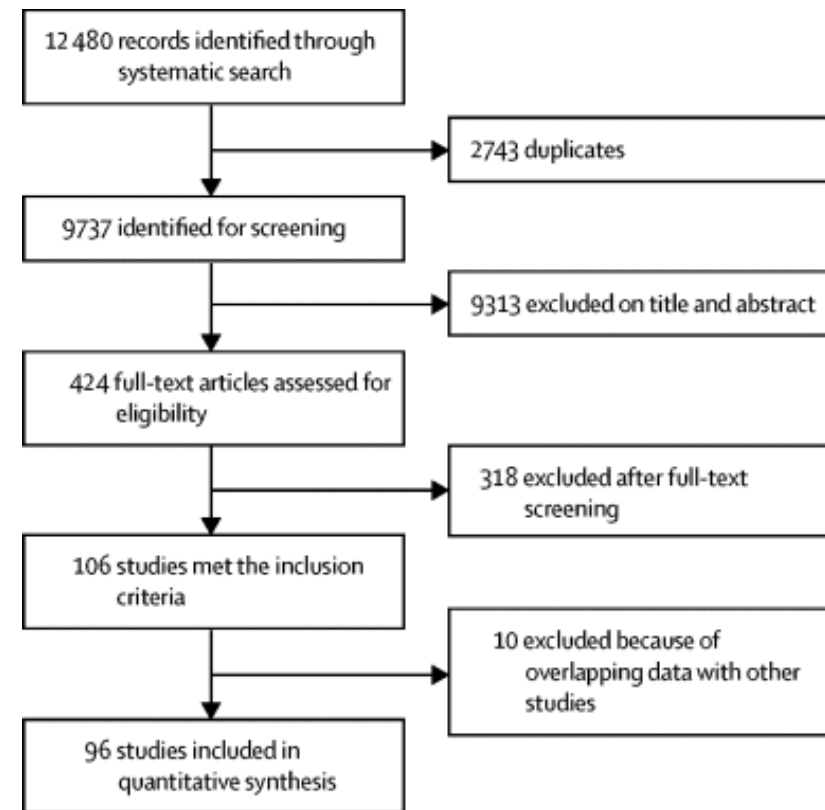 12 480 records identified through
systematic search
2743 duplicates
9737 identified for screening
9313 excluded on title and abstract
424 full-text articles assessed for
eligibility
318 excluded after full-text
screening
106 studies met the inclusion
criteria
10 excluded because of
overlapping data with other
studies
96 studies included in
quantitative synthesis